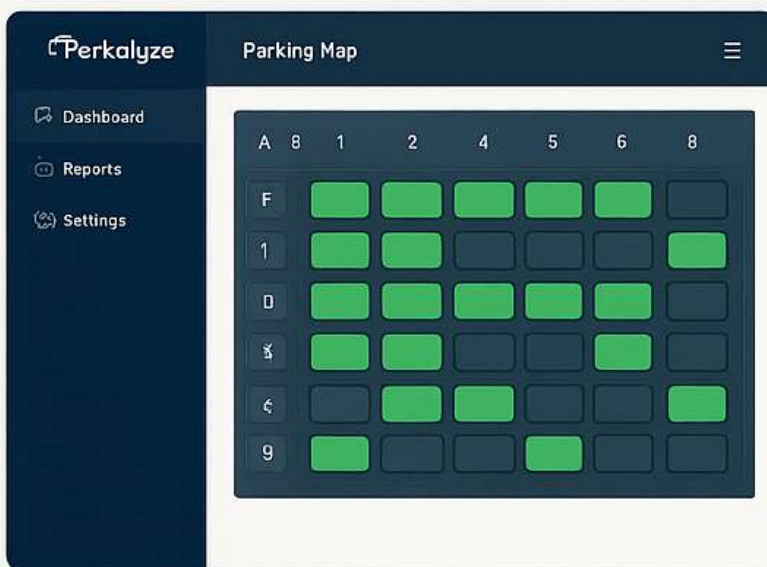 Perkalyze
Parking Map
Dashboard
Reports
Settings
A 8 1 2 4 5 6 8
F
1
D
9